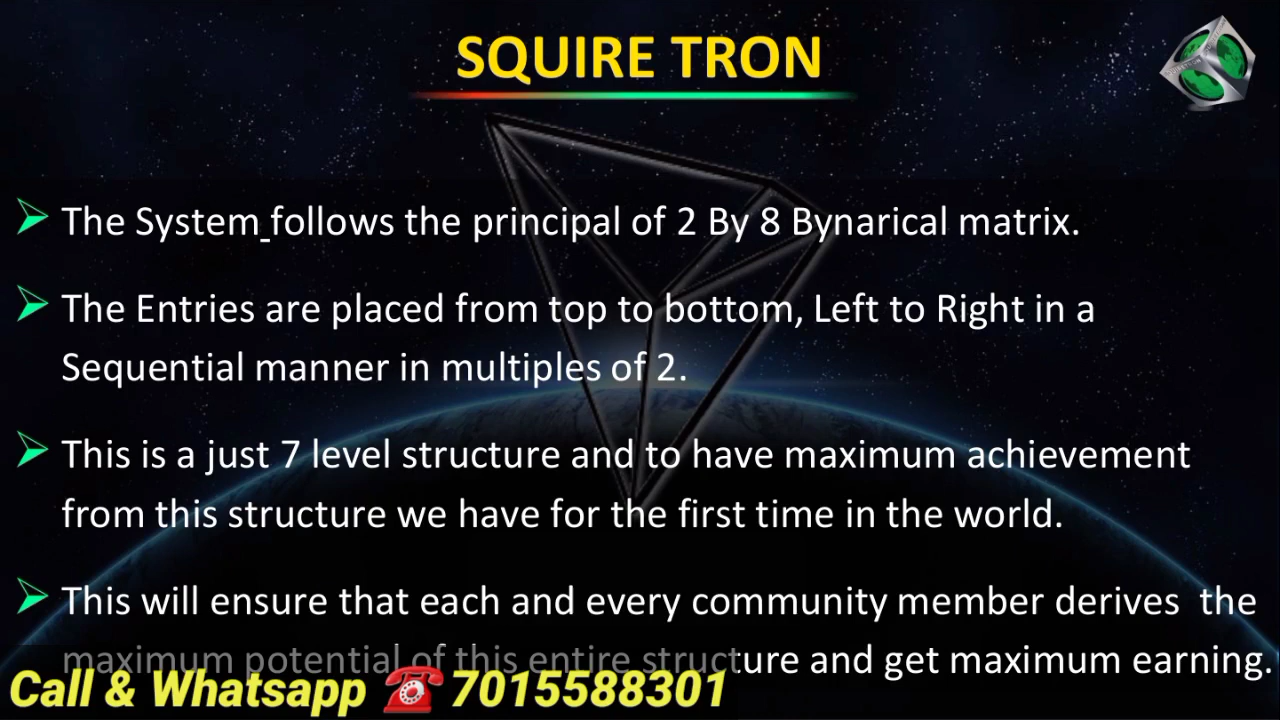 SQUIRE TRON
The System follows the principal of 2 By 8 Bynarical matrix.
The Entries are placed from top to bottom, Left to Right in a
Sequential manner in multiples of 2.
This is a just 7 level structure and to have maximum achievement
from this structure we have for the first time in the world.
This will ensure that each and every community member derives the
maximum potential of this entire structure and get maximum earning.
Call & Whatsapp ☎️ 7015588301